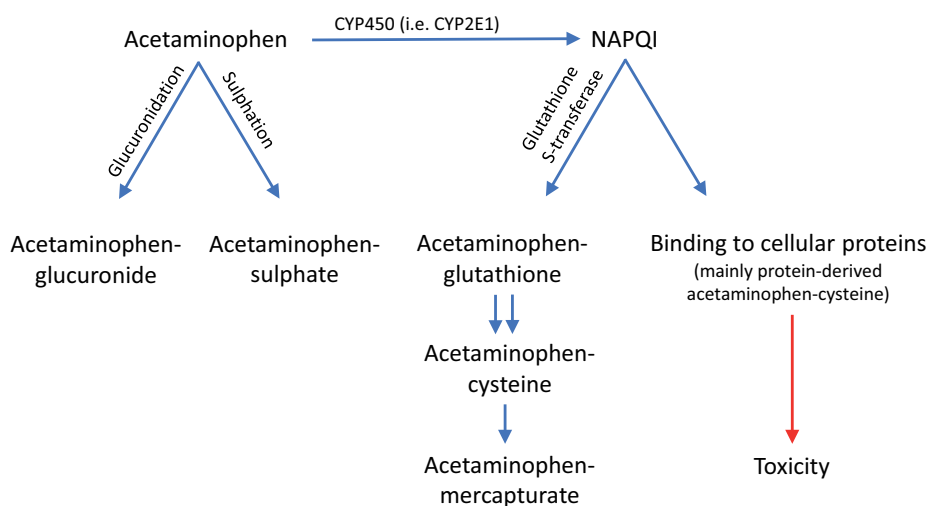 Acetaminophen
CYP450 (i.e. CYP2E1)
NAPQI
Glucuronidation
Sulphation
Glutathione
S-transferase
Acetaminophen-
glucuronide
Acetaminophen-
sulphate
Acetaminophen-
glutathione
Binding to cellular proteins
(mainly protein-derived
acetaminophen-cysteine)
Acetaminophen-
cysteine
Acetaminophen-
mercapturate
Toxicity